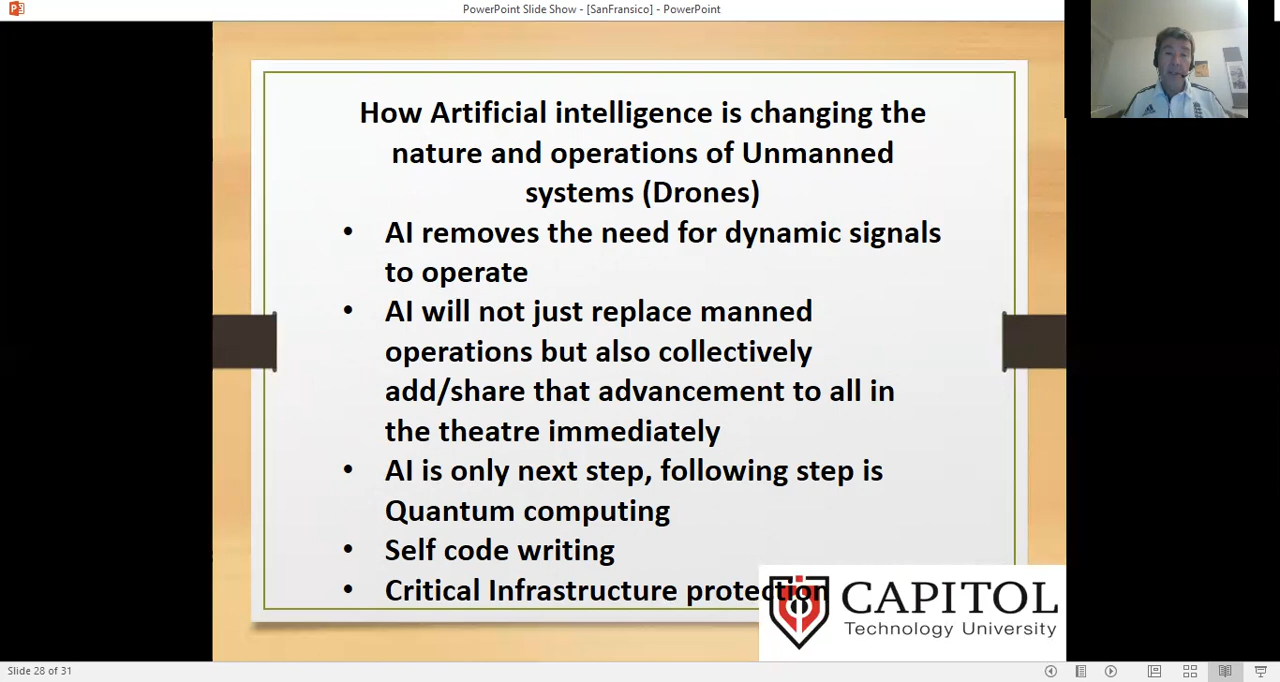 PowerPoint Slide Show - [SanFransico] - PowerPoint
How Artificial intelligence is changing the
nature and operations of Unmanned
systems (Drones)
• AI removes the need for dynamic signals
to operate
• AI will not just replace manned
operations but also collectively
add/share that advancement to all in
the theatre immediately
• AI is only next step, following step is
Quantum computing
• Self code writing
• Critical Infrastructure protection
CAPITOL
Technology University
Slide 28 of 31